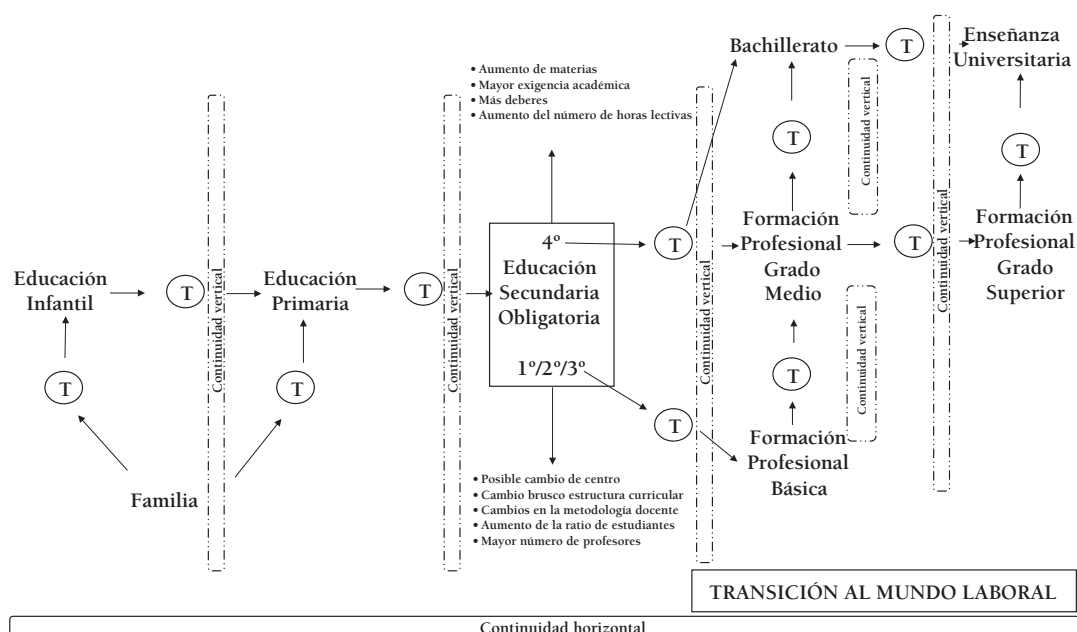 Bachillerato
T
Enseñanza
Universitaria
• Aumento de materias
• Mayor exigencia académica
• Más deberes
• Aumento del número de horas lectivas
Continuidad vertical
T
T
Continuidad vertical
Continuidad vertical
Continuidad vertical
Continuidad vertical
4º
T
Formación
Profesional
Grado
Medio
T
Formación
Profesional
Grado
Superior
Educación
Infantil
T
Educación
Primaria
T
Educación
Secundaria
Obligatoria
Continuidad vertical
1º/2º/3º
T
T
T
T
Formación
Profesional
Básica
Familia
• Posible cambio de centro
• Cambio brusco estructura curricular
• Cambios en la metodología docente
• Aumento de la ratio de estudiantes
• Mayor número de profesores
TRANSICIÓN AL MUNDO LABORAL
Continuidad horizontal